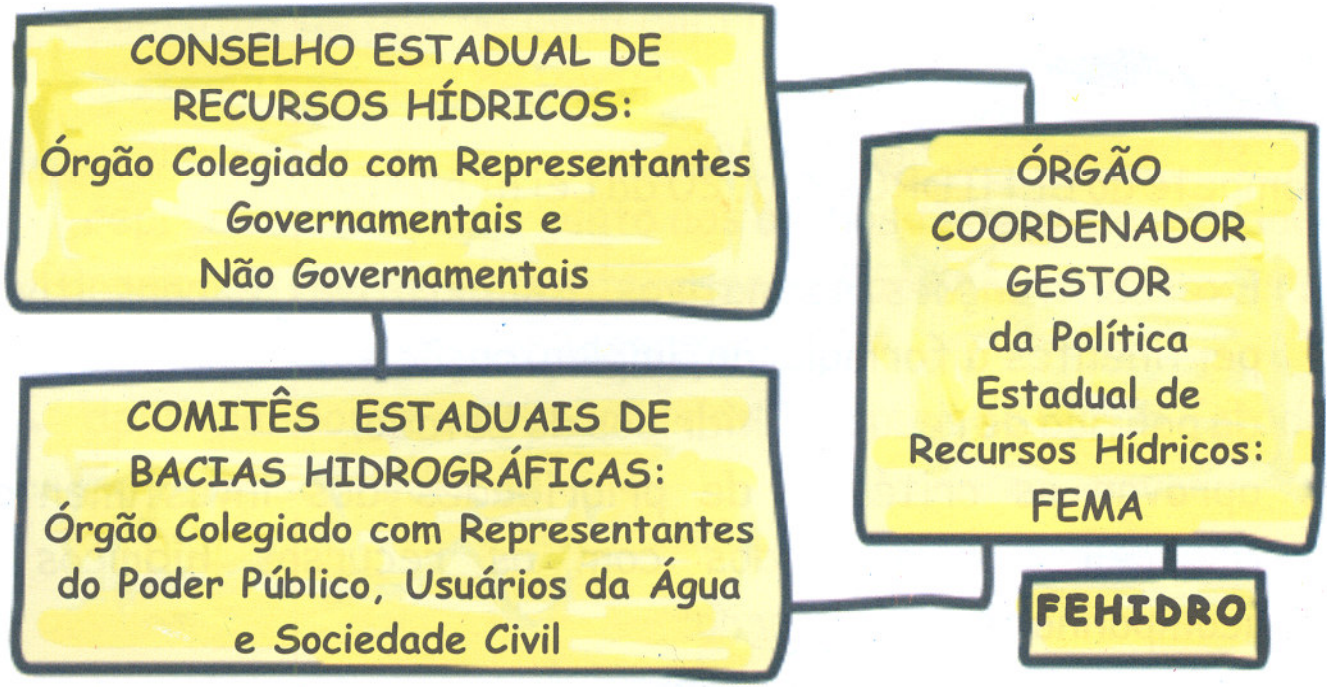 CONSELHO ESTADUAL DE
RECURSOS HÍDRICOS:
Órgão Colegiado com Representantes
Governamentais e
Não Governamentais
COMITÊS ESTADUAIS DE
BACIAS HIDROGRÁFICAS:
Órgão Colegiado com Representantes
do Poder Público, Usuários da Água
e Sociedade Civil
ÓRGÃO
COORDENADOR
GESTOR
da Política
Estadual de
Recursos Hídricos:
FEMA
FEHIDRO